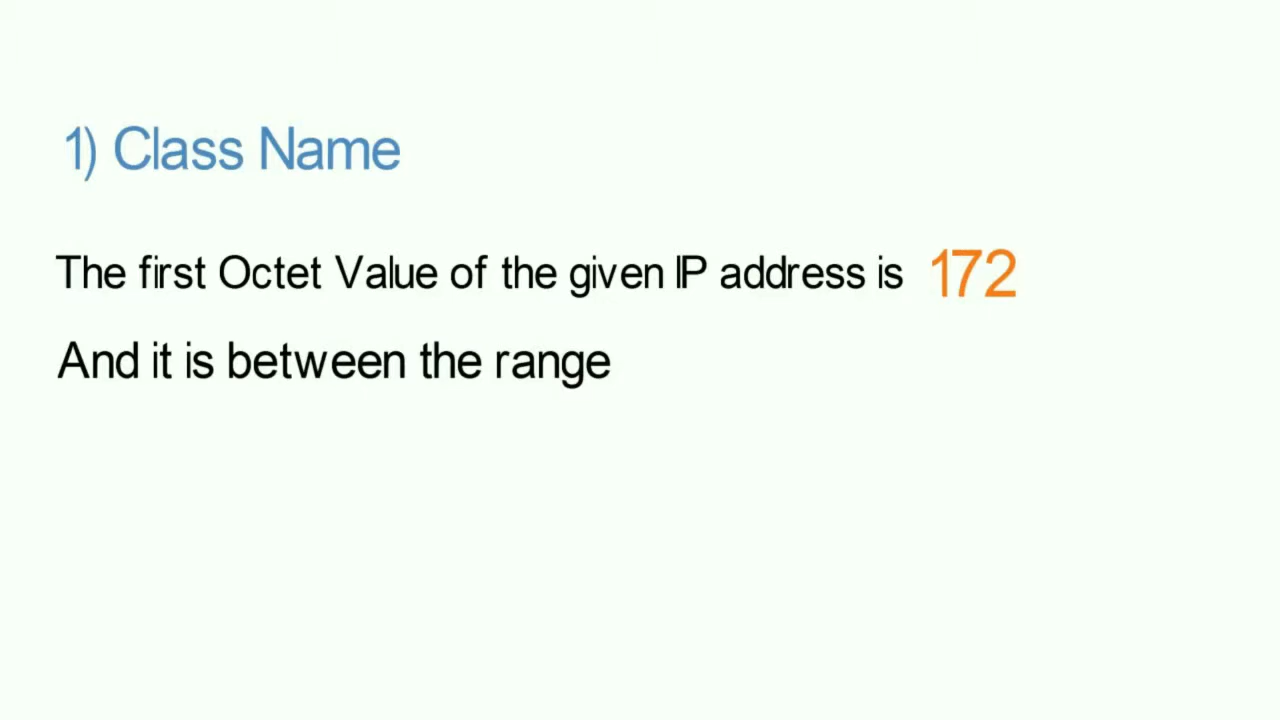 1) Class Name
The first Octet Value of the given IP address is 172
And it is between the range